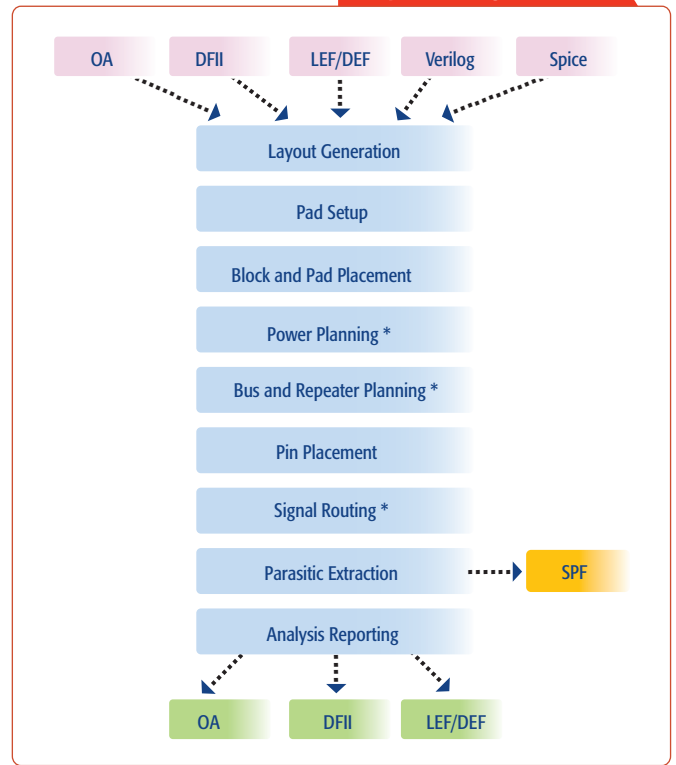 OA DFII LEF/DEF Verilog Spice
Layout Generation
Pad Setup
Block and Pad Placement
Power Planning *
Bus and Repeater Planning *
Pin Placement
Signal Routing *
Parasitic Extraction SPF
Analysis Reporting
OA DFII LEF/DEF